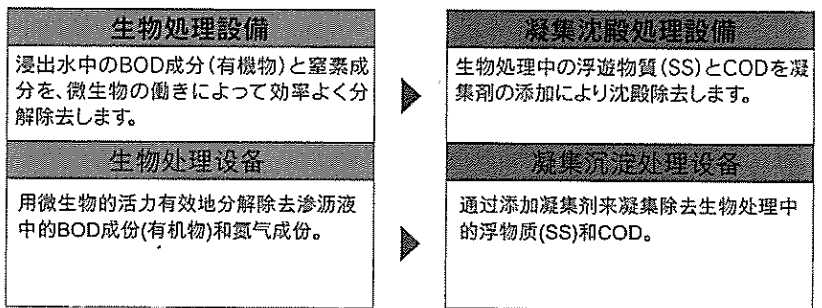 生物処理設備
浸出水中のBOD成分(有機物)と窒素成
分を、微生物の働きによって効率よく分
解除去します。
凝集沈殿処理設備
生物処理中の浮遊物質(SS)とCODを凝
集剤の添加により沈殿除去します。
生物处理设备
用微生物的活力有效地分解除去渗沥液
中的BOD成份(有机物)和氮气成份。
凝集沉淀处理设备
通过添加凝集剂来凝集除去生物处理中
的浮物质(SS)和COD。